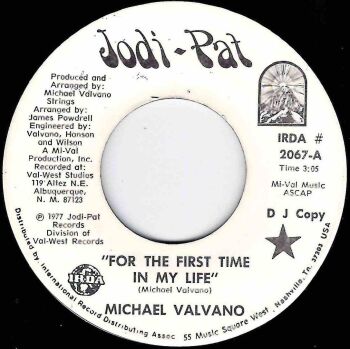 Jodi-Pat
Produced and
Arranged by:
Michael Valvano
Strings
Arranged by:
James Powdrell
Engineered by:
Valvano, Hanson
and Wilson
A Mi-Val
Production, Inc.
Recorded at:
Val-West Studios
119 Altez N.E.
Albuquerque,
N. M. 87123
℗ 1977 Jodi-Pat
Records
Division of
Val-West Records
IRDA #
2067-A
Time 3:05
Mi-Val Music
ASCAP
D J Copy
"FOR THE FIRST TIME
IN MY LIFE"
(Michael Valvano)
MICHAEL VALVANO
IRDA
Distributed by: International Record Distributing Assoc 55 Music Square West, Nashville, Tn. 37203 USA